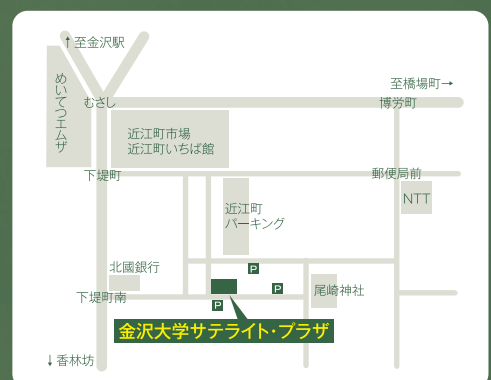 ↑至金沢駅
至橋場町→
めいてつエムザ
むさし
博労町
近江町市場
近江町いちば館
下堤町
郵便局前
NTT
近江町
パーキング
北國銀行
P
P
下堤町南
尾崎神社
P
金沢大学サテライト・プラザ
↓香林坊